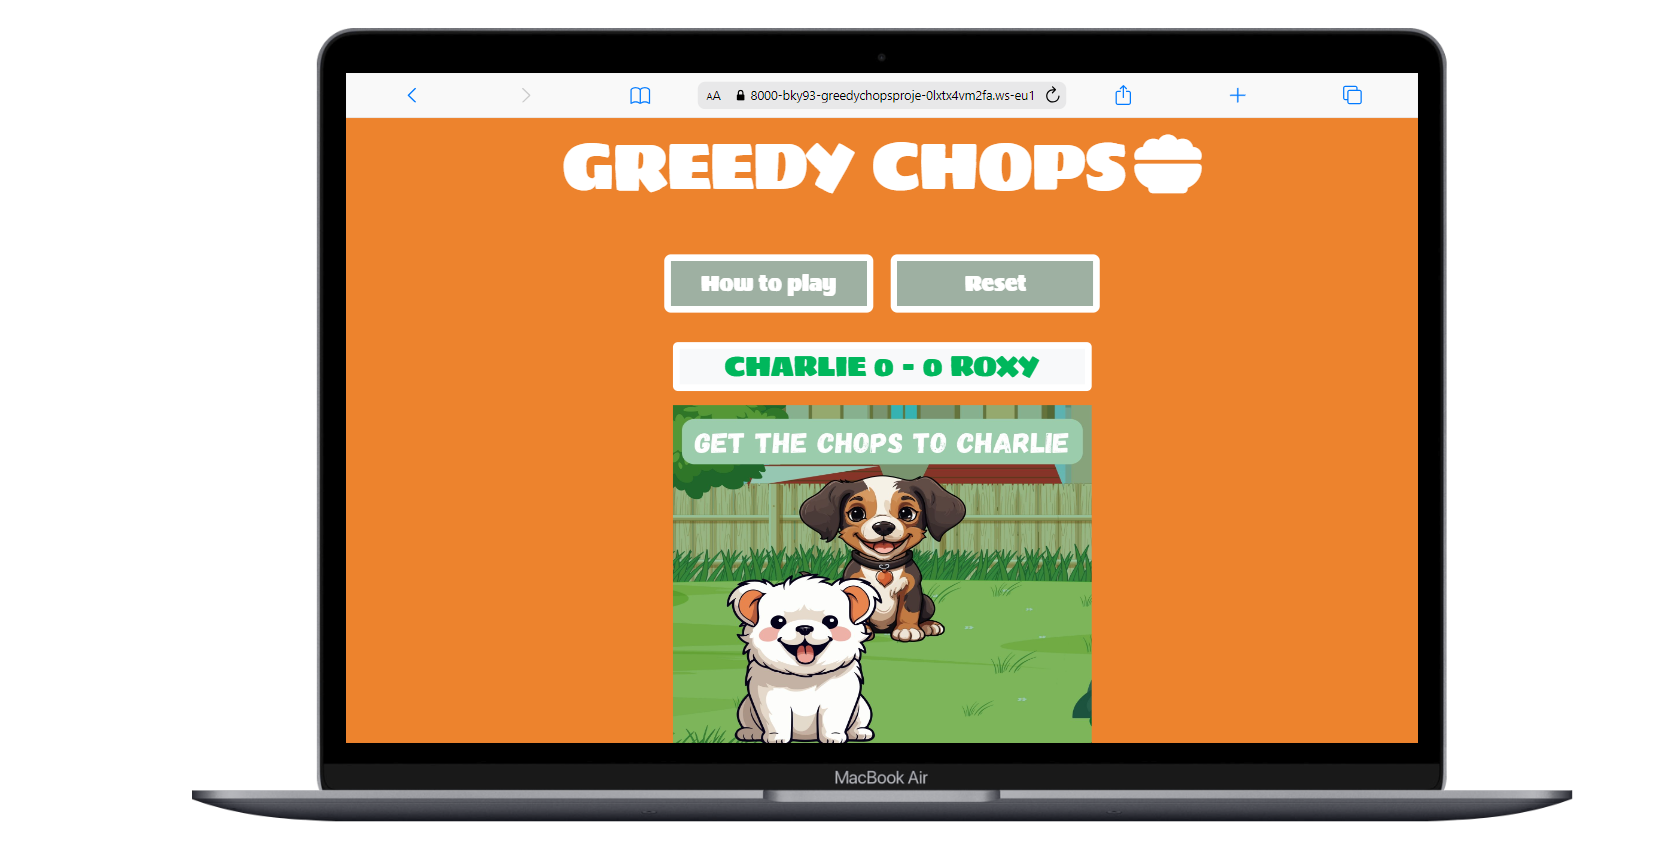 AA 8000-bky93-greedychopsproje-0lxtx4vm2fa.ws-eu1
GREEDY CHOPS
How to play Reset
CHARLIE 0 - 0 ROXY
GET THE CHOPS TO CHARLIE
MacBook Air